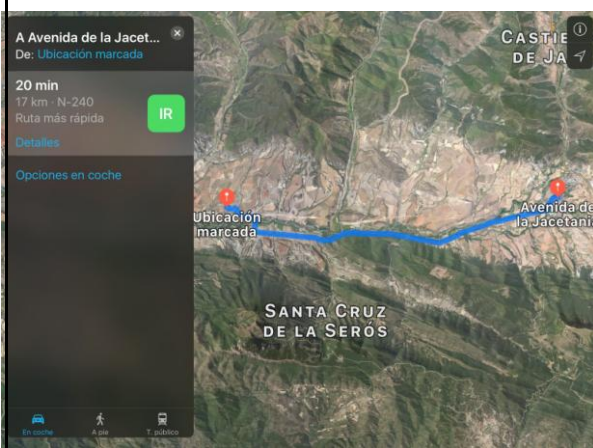 A Avenida de la Jacet...
De: Ubicación marcada
20 min
17 km · N-240
Ruta más rápida
IR
Detalles
Opciones en coche
En coche
A pie
T. público
CASTIE
DE JA
Ubicación
marcada
Avenida de
la Jacetania
SANTA CRUZ
DE LA SERÓS